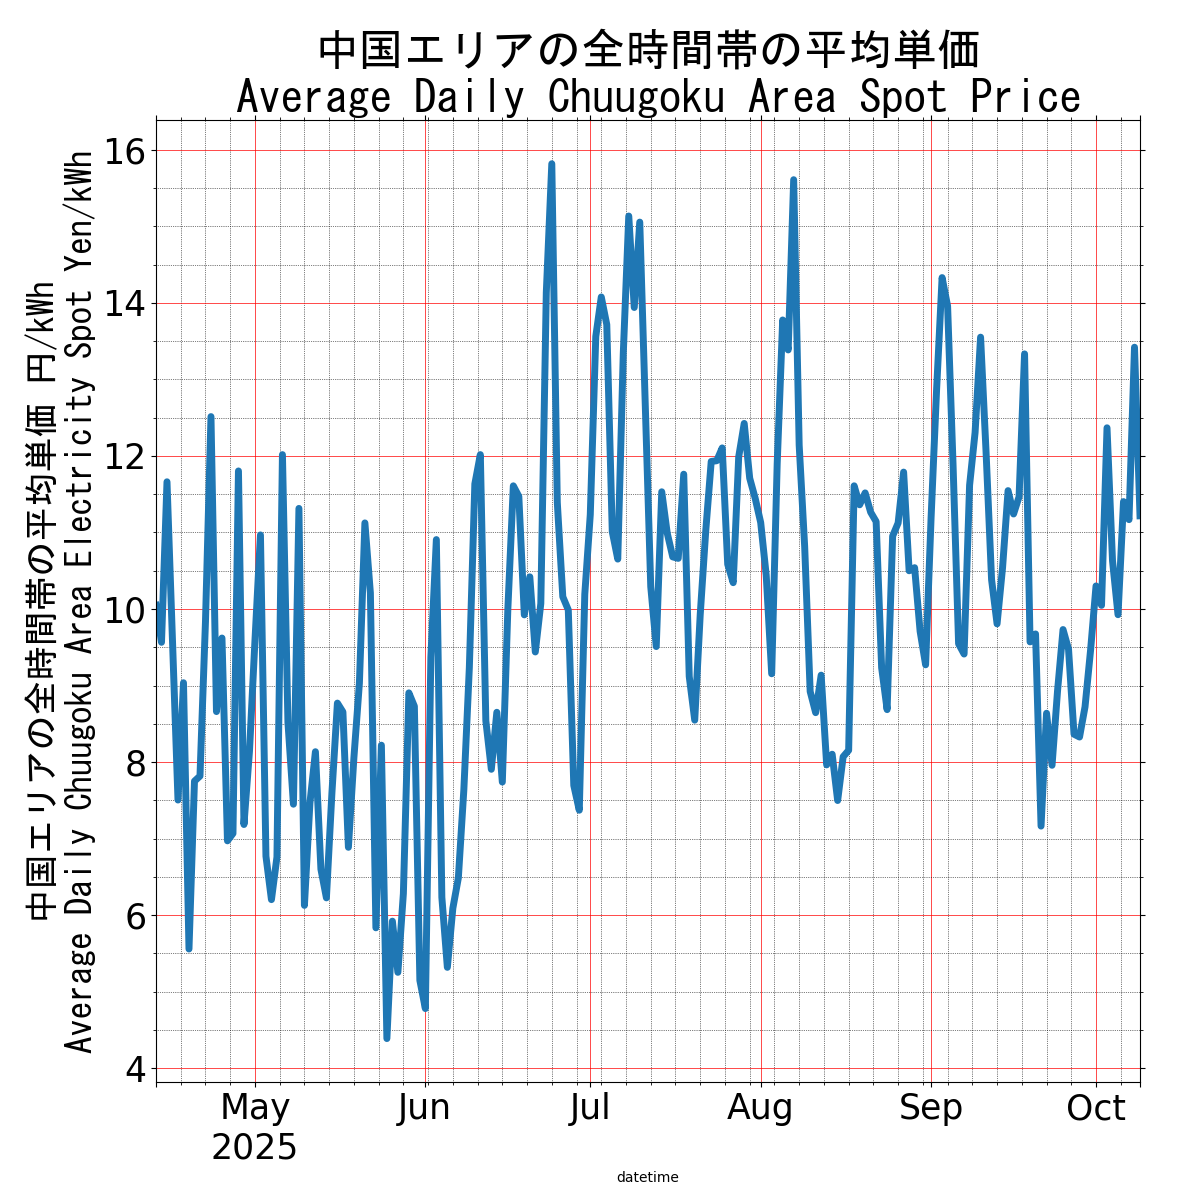 中国エリアの全時間帯の平均単価
Average Daily Chuugoku Area Spot Price
中国エリアの全時間帯の平均単価 円/kWh
Average Daily Chuugoku Area Electricity Spot Yen/kWh
16
14
12
10
8
6
4
May
2025
Jun
Jul
Aug
Sep
Oct
datetime